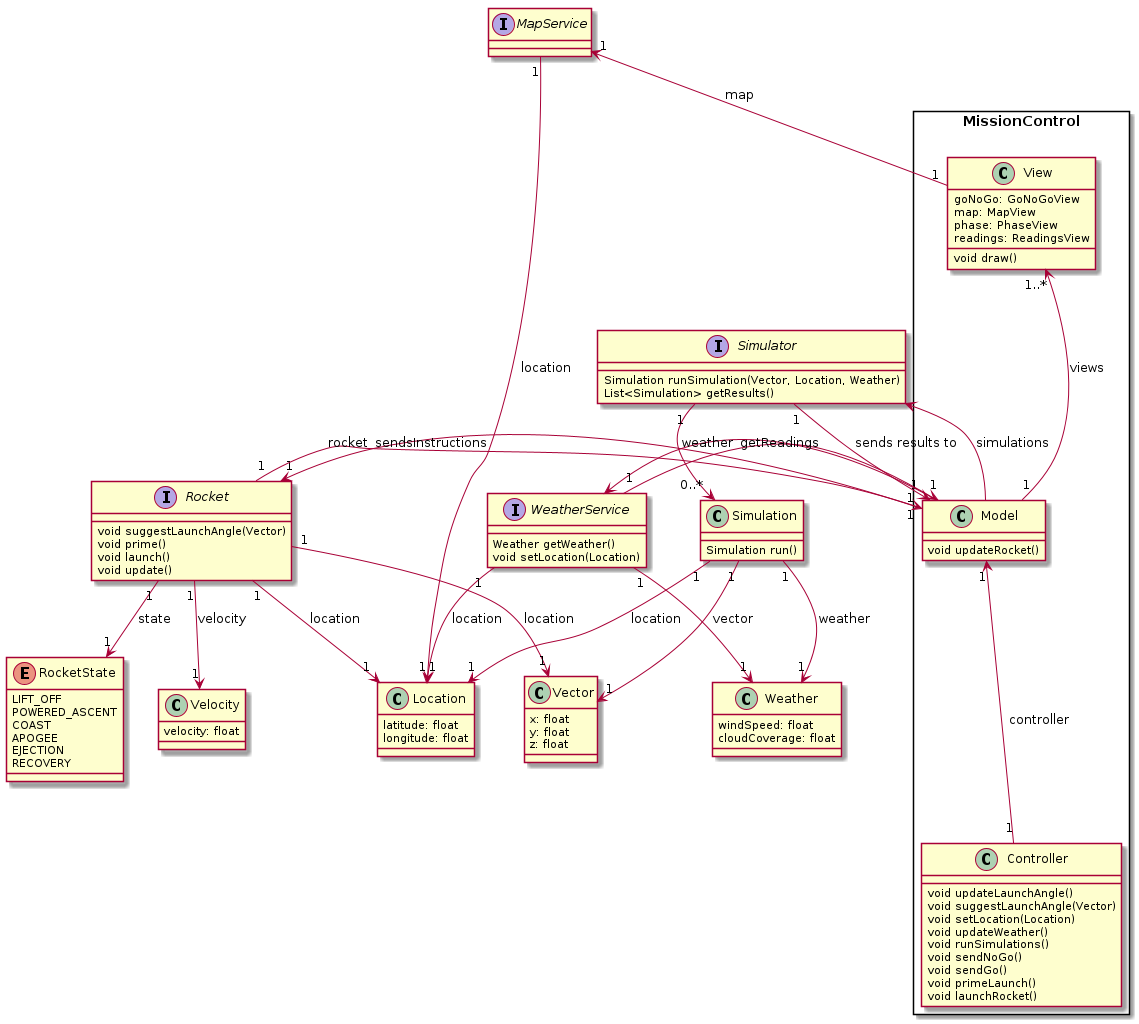 I MapService
1
1
map
MissionControl
1
C View
goNoGo: GoNoGoView
map: MapView
phase: PhaseView
readings: ReadingsView
void draw()
1..*
I Simulator
Simulation runSimulation(Vector, Location, Weather)
List<Simulation> getResults()
location
views
1
1
rocket
sendsInstructions
weather
getReadings
sends results to
simulations
1
1
1
0..*
1
1
1
1
1
I Rocket
void suggestLaunchAngle(Vector)
void prime()
void launch()
void update()
I WeatherService
Weather getWeather()
void setLocation(Location)
C Simulation
Simulation run()
C Model
void updateRocket()
1
1
1
1
1
1
1
1
1
1
1
state
velocity
location
location
location
location
vector
weather
1
1
1
1
1
1
1
1
1
1
E RocketState
LIFT_OFF
POWERED_ASCENT
COAST
APOGEE
EJECTION
RECOVERY
C Velocity
velocity: float
C Location
latitude: float
longitude: float
C Vector
x: float
y: float
z: float
C Weather
windSpeed: float
cloudCoverage: float
controller
1
C Controller
void updateLaunchAngle()
void suggestLaunchAngle(Vector)
void setLocation(Location)
void updateWeather()
void runSimulations()
void sendNoGo()
void sendGo()
void primeLaunch()
void launchRocket()